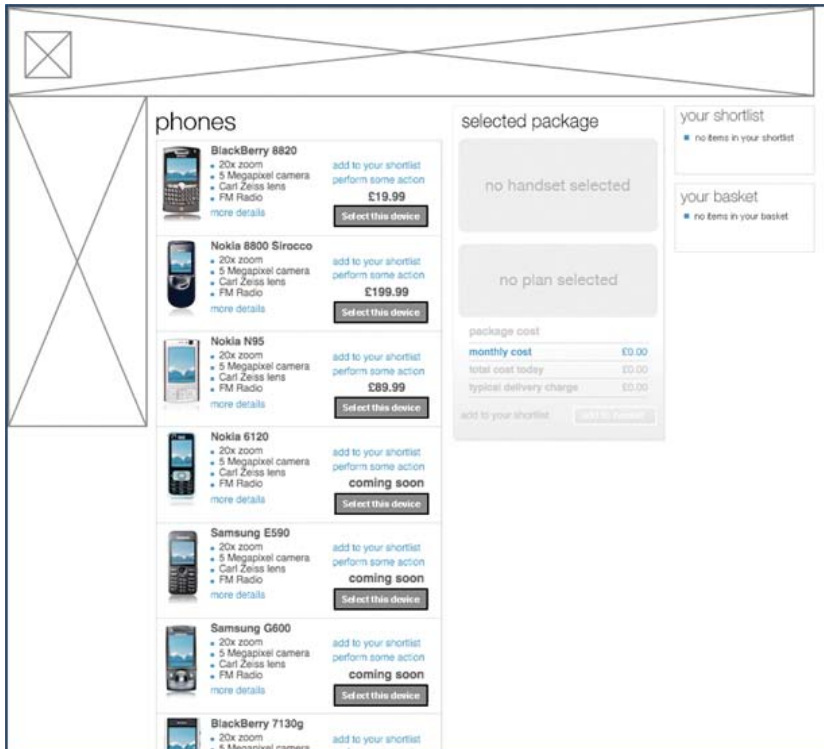 phones
BlackBerry 8820
20x zoom
5 Megapixel camera
Carl Zeiss lens
FM Radio
more details
add to your shortlist
perform some action
£19.99
Select this device
Nokia 8800 Sirocco
20x zoom
5 Megapixel camera
Carl Zeiss lens
FM Radio
more details
add to your shortlist
perform some action
£199.99
Select this device
Nokia N95
20x zoom
5 Megapixel camera
Carl Zeiss lens
FM Radio
more details
add to your shortlist
perform some action
£89.99
Select this device
Nokia 6120
20x zoom
5 Megapixel camera
Carl Zeiss lens
FM Radio
more details
add to your shortlist
perform some action
coming soon
Select this device
Samsung E590
20x zoom
5 Megapixel camera
Carl Zeiss lens
FM Radio
more details
add to your shortlist
perform some action
coming soon
Select this device
Samsung G600
20x zoom
5 Megapixel camera
Carl Zeiss lens
FM Radio
more details
add to your shortlist
perform some action
coming soon
Select this device
BlackBerry 7130g
20x zoom
5 Megapixel camera
add to your shortlist
selected package
no handset selected
no plan selected
package cost
monthly cost £0.00
total cost today £0.00
typical delivery charge £0.00
add to your shortlist
your shortlist
no items in your shortlist
your basket
no items in your basket